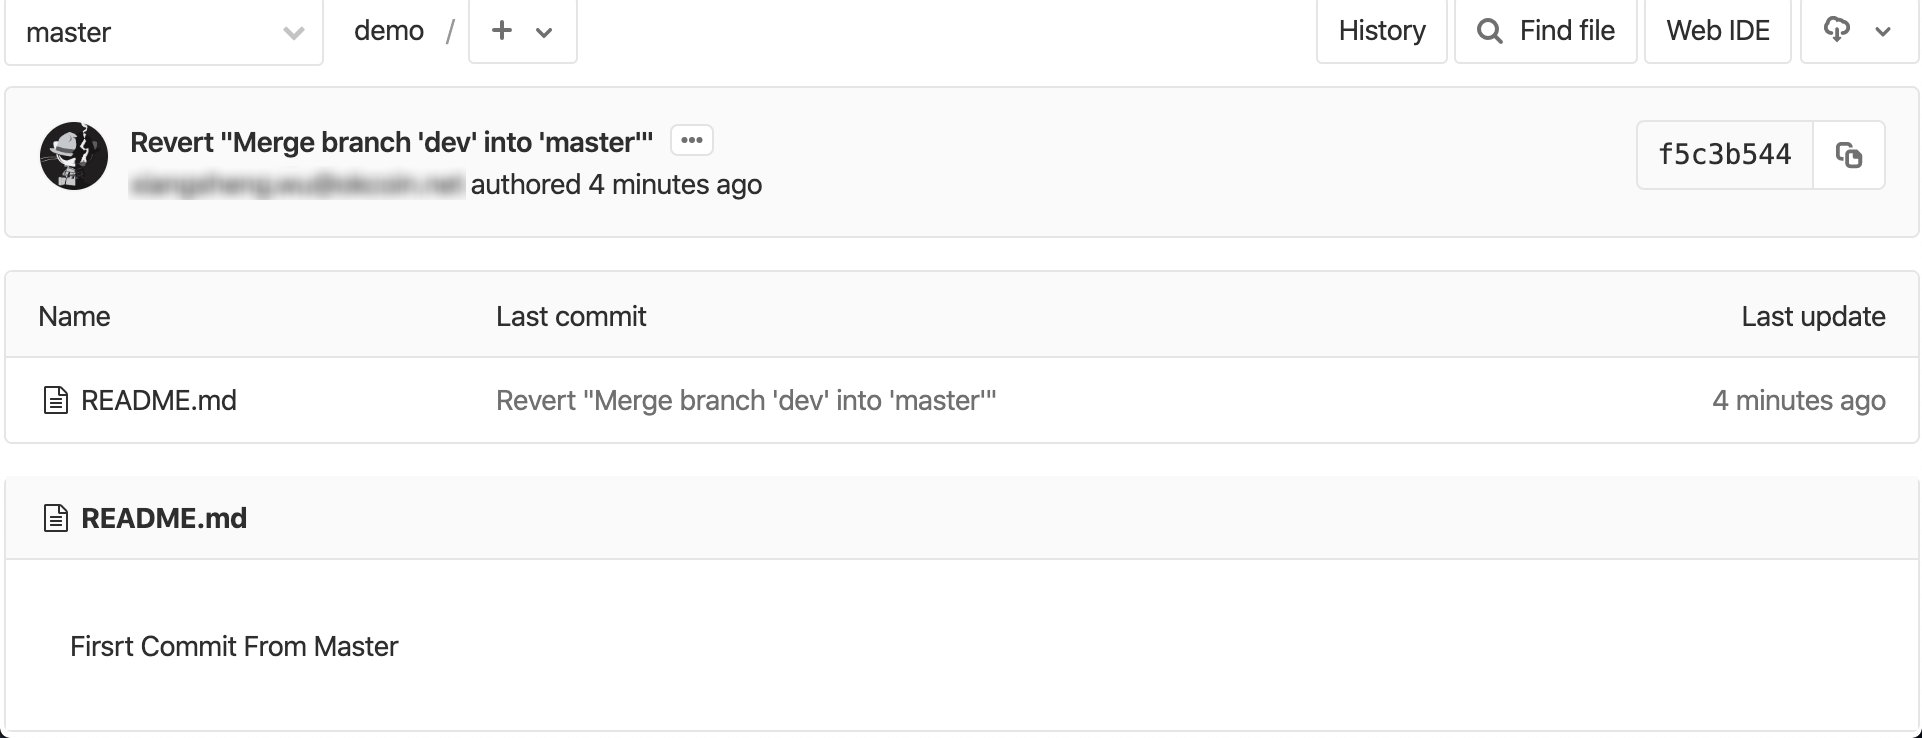 master demo / + History Find file Web IDE
Revert "Merge branch 'dev' into 'master'" •••
authored 4 minutes ago
f5c3b544
Name Last commit Last update
README.md Revert "Merge branch 'dev' into 'master'" 4 minutes ago
README.md
Firsrt Commit From Master